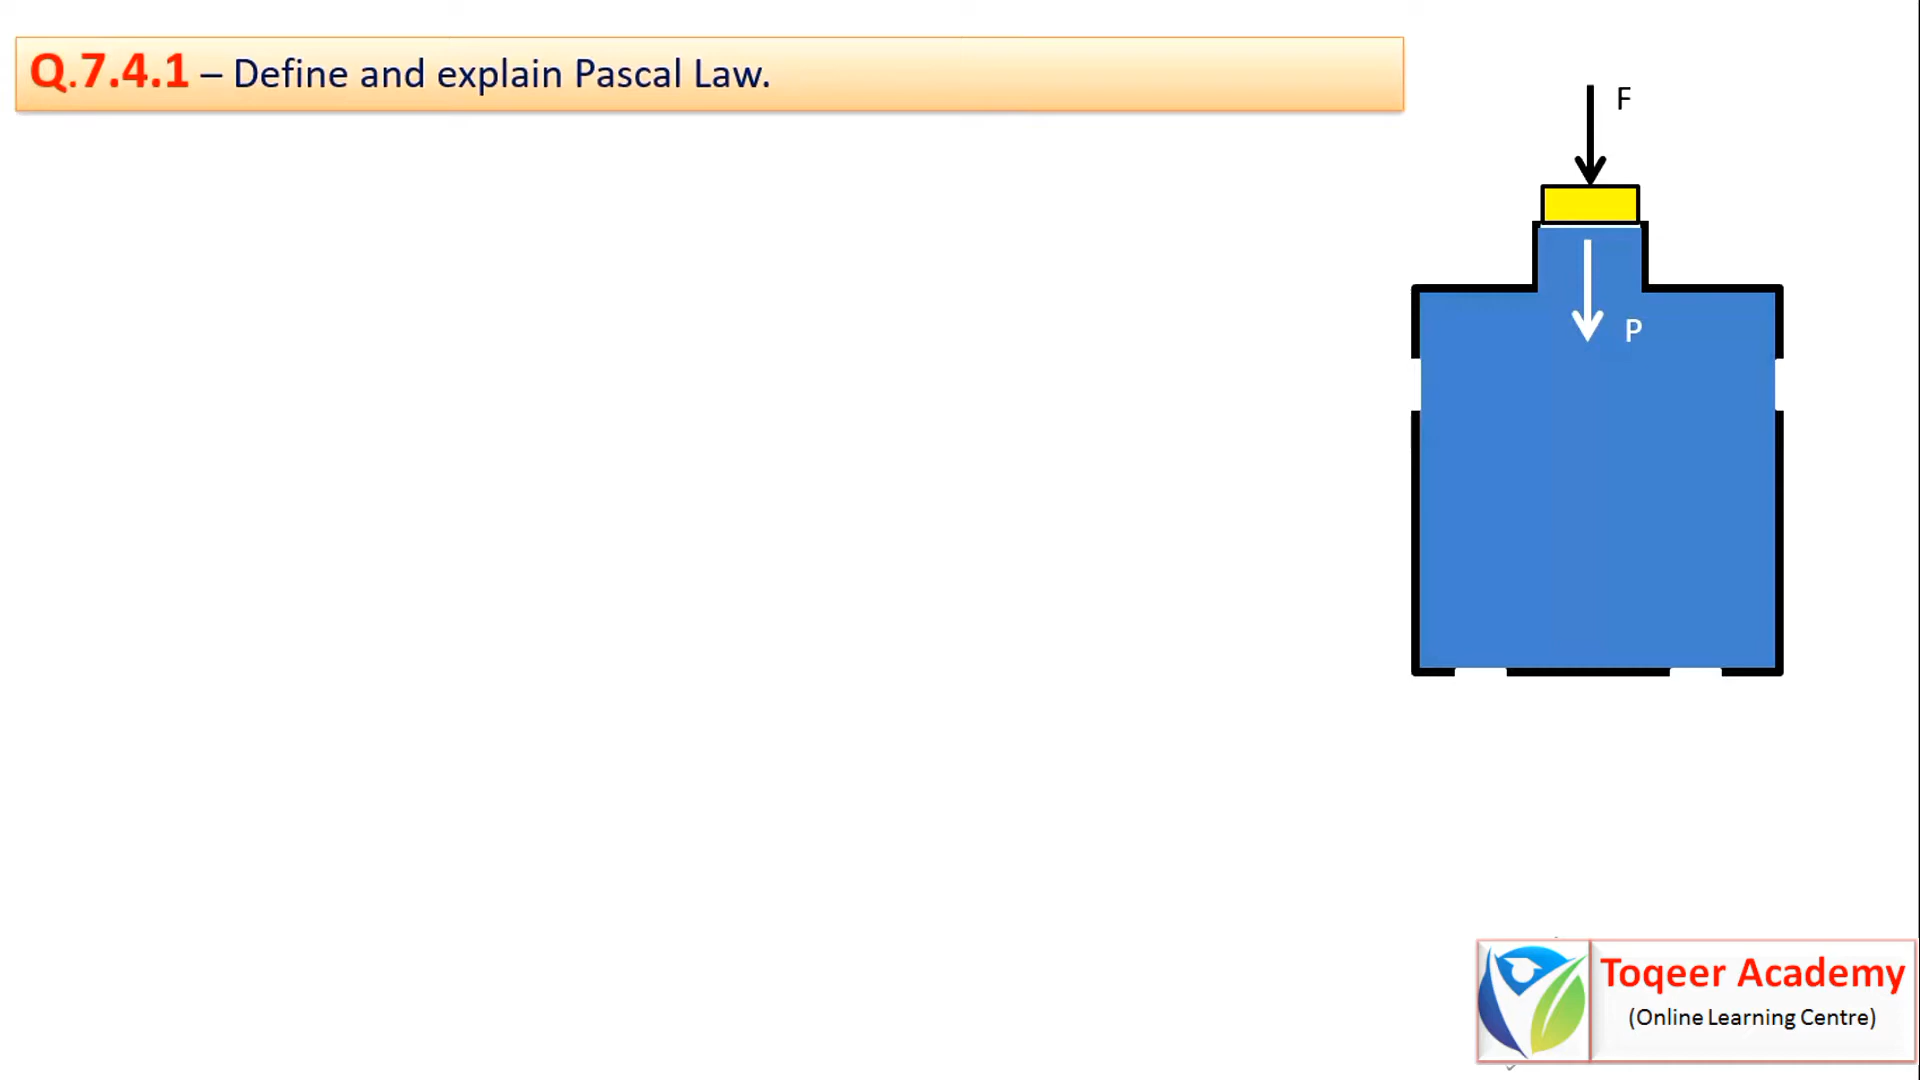 Q.7.4.1 – Define and explain Pascal Law.
F
P
Toqeer Academy
(Online Learning Centre)